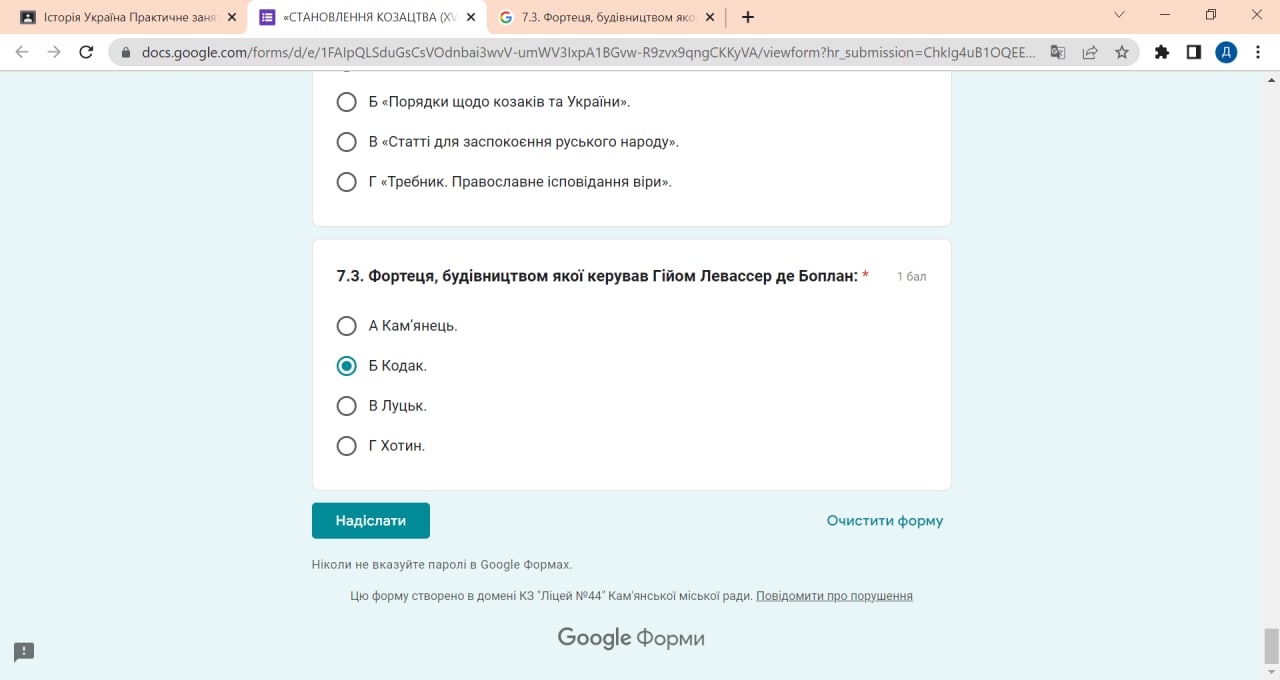 Історія Україна Практичне заня
«СТАНОВЛЕННЯ КОЗАЦТВА (XV
7.3. Фортеця, будівництвом якої
docs.google.com/forms/d/e/1FAIpQLSduGsCsVOdnbai3wvV-umWV3IxpA1BGvw-R9zvx9qngCKKyVA/viewform?hr_submission=ChkIg4uB1OQEE...
Д
Б «Порядки щодо козаків та України».
В «Статті для заспокоєння руського народу».
Г «Требник. Православне ісповідання віри».
7.3. Фортеця, будівництвом якої керував Гійом Левассер де Боплан: * 1 бал
А Кам’янець.
Б Кодак.
В Луцьк.
Г Хотин.
Надіслати Очистити форму
Ніколи не вказуйте паролі в Google Формах.
Цю форму створено в домені КЗ "Ліцей №44" Кам'янської міської ради. Повідомити про порушення
Google Форми